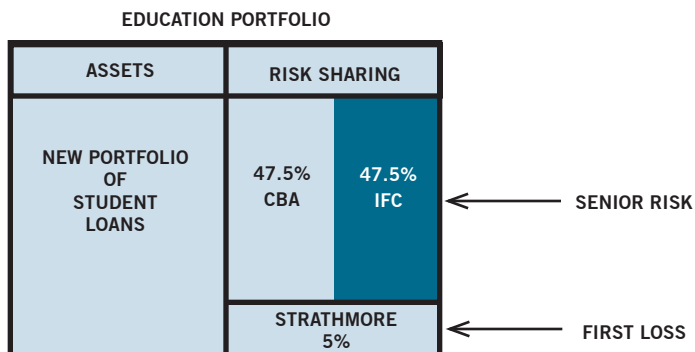 EDUCATION PORTFOLIO
ASSETS
RISK SHARING
NEW PORTFOLIO
OF
STUDENT
LOANS
47.5%
CBA
47.5%
IFC
SENIOR RISK
STRATHMORE
5%
FIRST LOSS